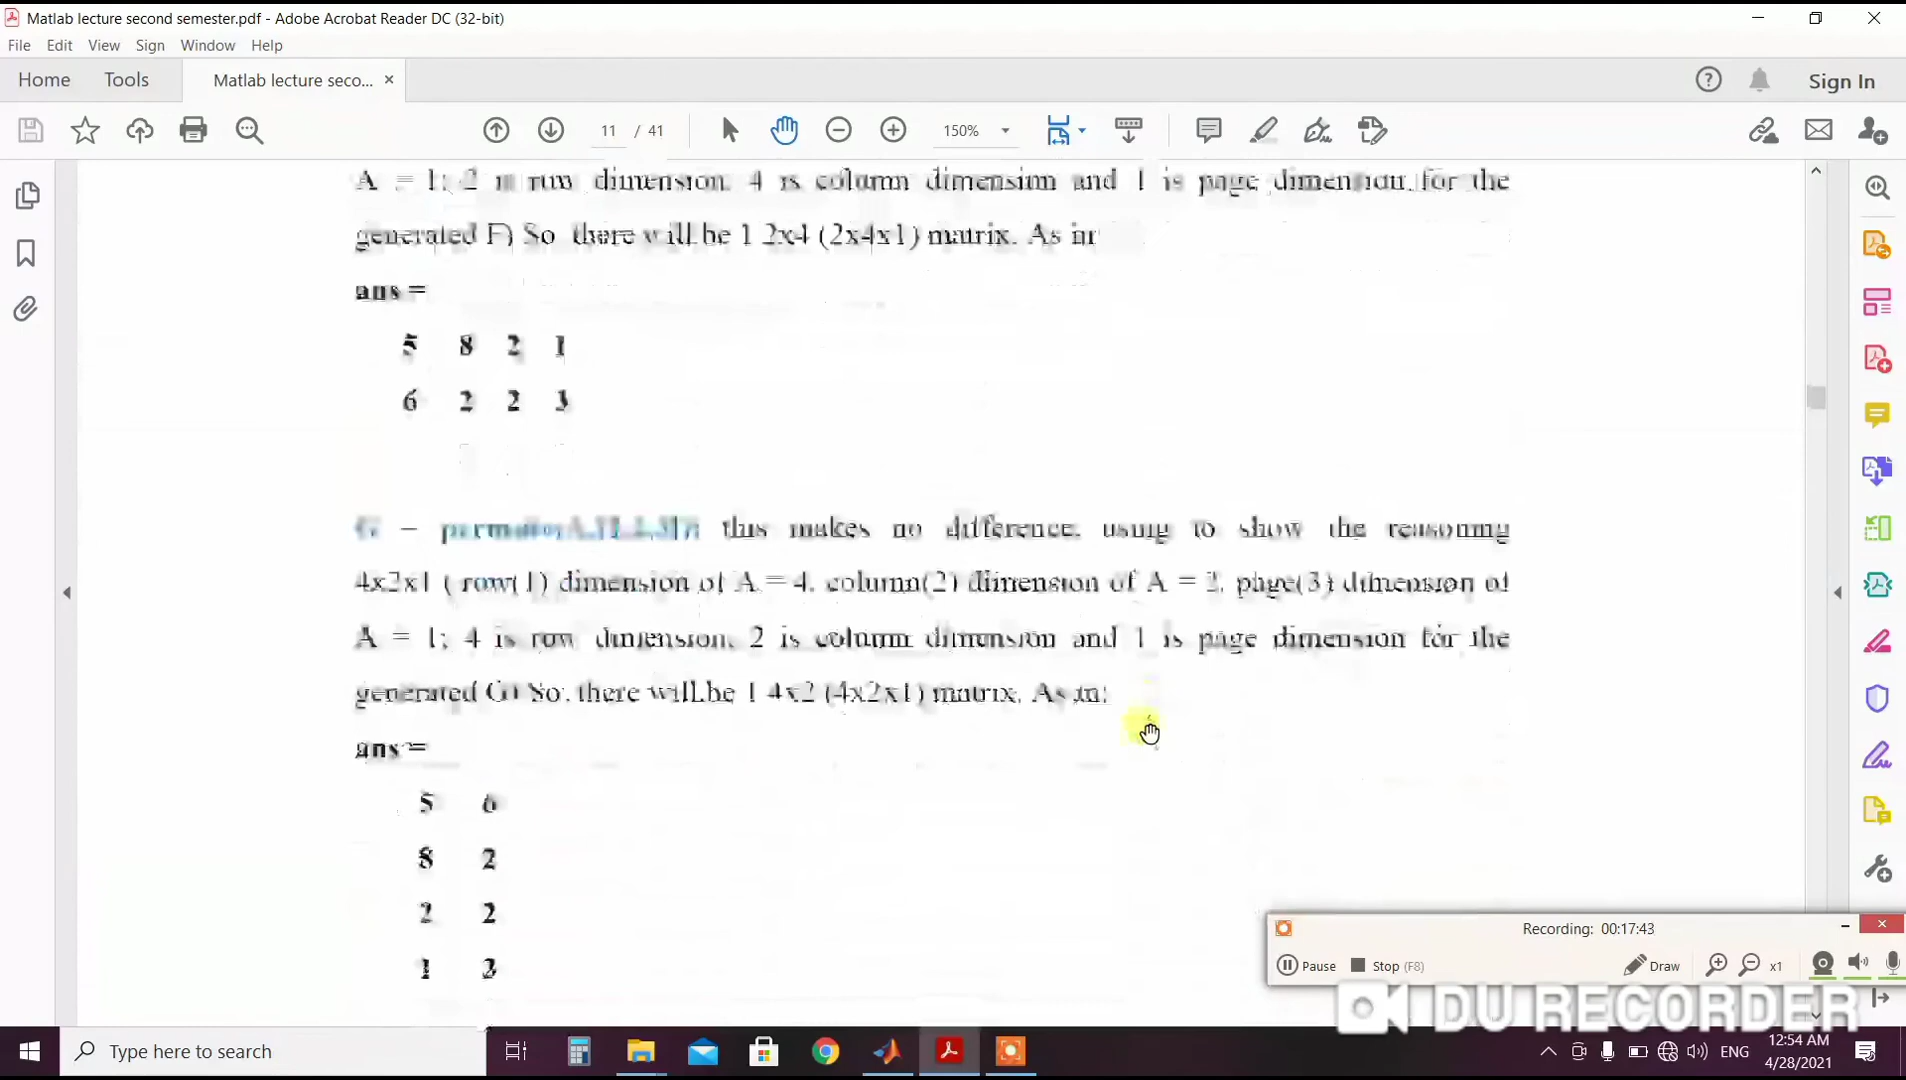 Matlab lecture second semester.pdf - Adobe Acrobat Reader DC (32-bit)
File Edit View Sign Window Help
Home Tools Matlab lecture seco... × Sign In
11 / 41 150%
A = 1; 2 is row dimension, 4 is column dimension and 1 is page dimention for the
generated F) So, there will be 1 2x4 (2x4x1) matrix. As in
ans =
5 8 2 1
6 2 2 3
G = permute(A,[1,2,3]); this makes no difference, using to show the reasoning
4x2x1 ( row(1) dimension of A = 4, column(2) dimension of A = 2, page(3) dimension of
A = 1; 4 is row dimension, 2 is column dimension and 1 is page dimension for the
generated G) So, there will be 1 4x2 (4x2x1) matrix. As in:
ans =
5 6
8 2
2 2
1 3
Recording: 00:17:43
Pause Stop (F8) Draw x1
DU RECORDER
Type here to search
ENG
12:54 AM
4/28/2021